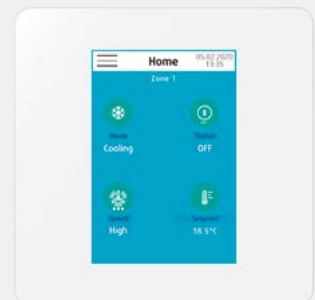 Home
05.02.2020
13:35
Zone 1
Mode
Status
Cooling
OFF
Speed
Setpoint
High
18.5°C